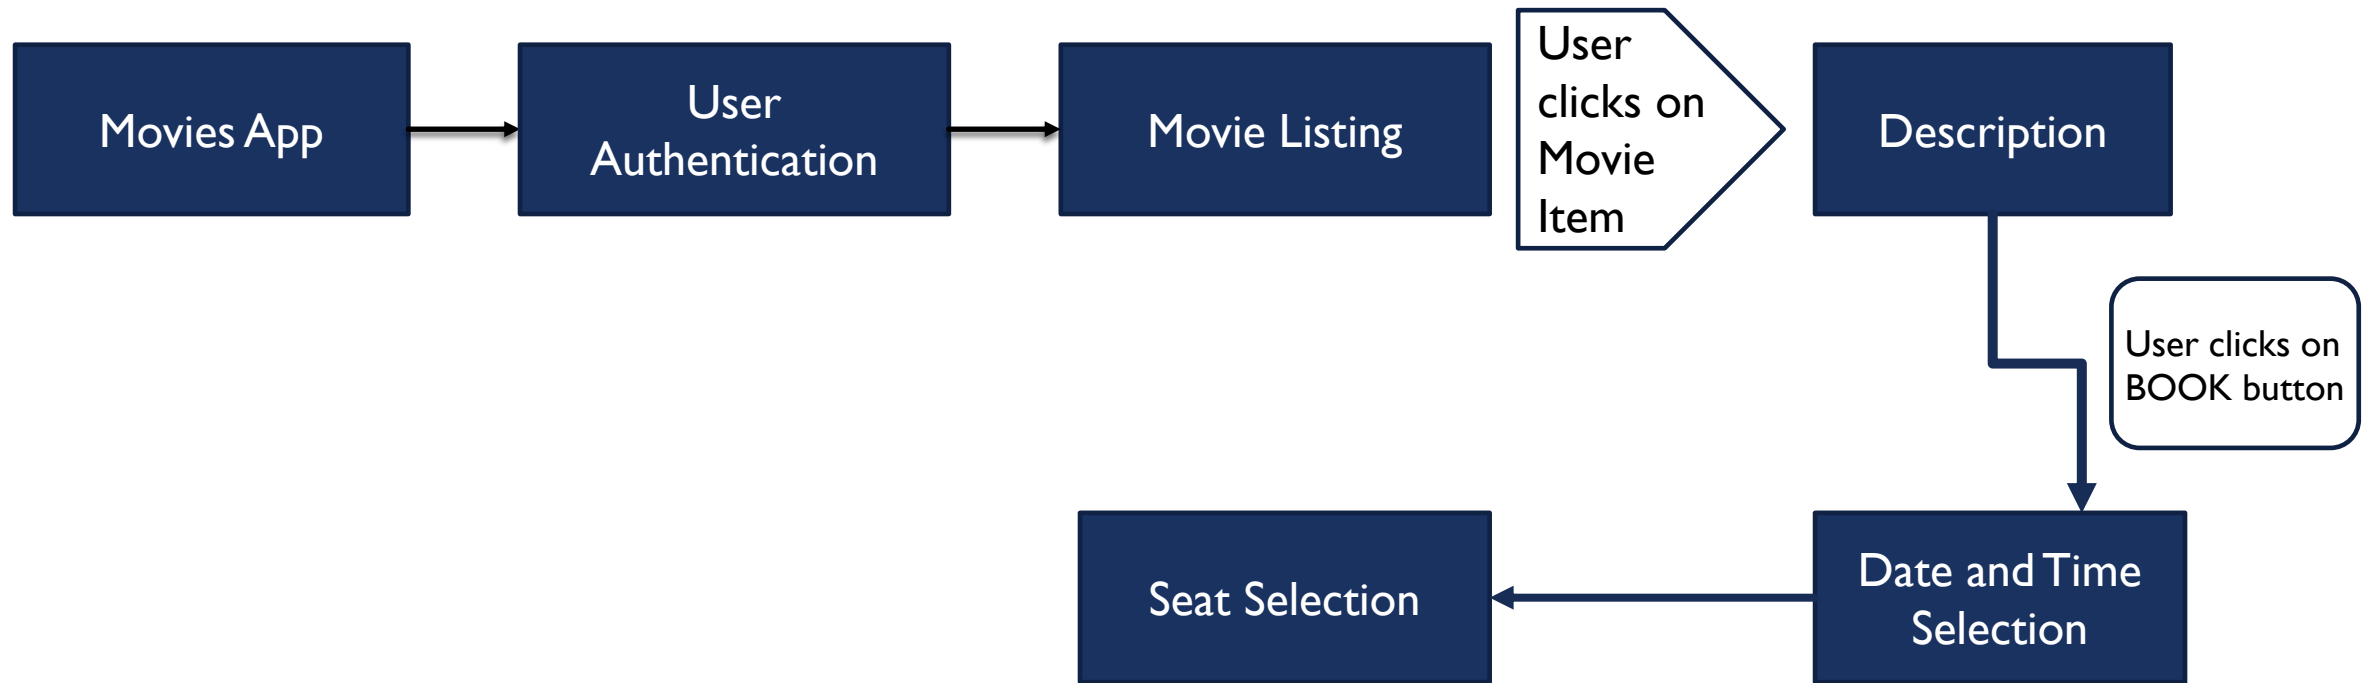 Movies App
User
Authentication
Movie Listing
User
clicks on
Movie
Item
Description
User clicks on
BOOK button
Seat Selection
Date and Time
Selection